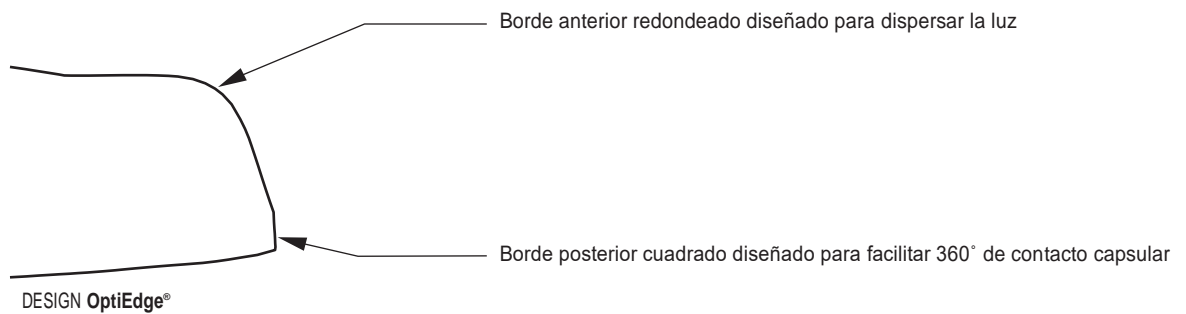 Borde anterior redondeado diseñado para dispersar la luz
Borde posterior cuadrado diseñado para facilitar 360˚ de contacto capsular
DESIGN OptiEdge®